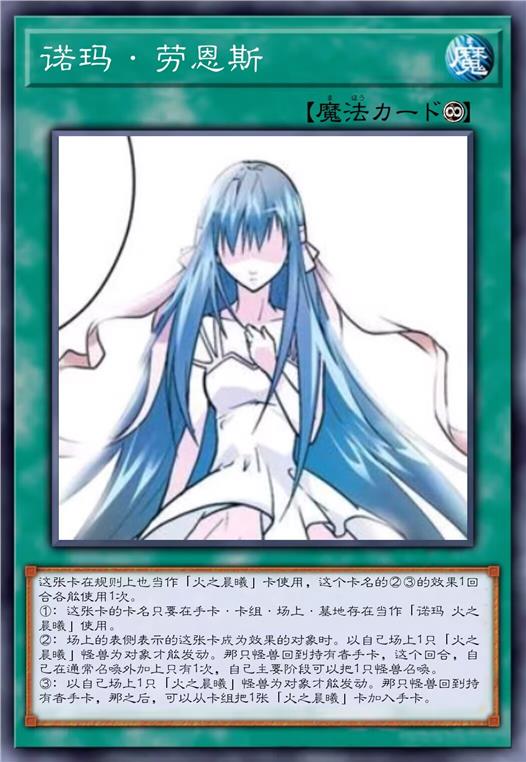 诺玛·劳恩斯
魔
【魔法カード♾】
ま ほう
这张卡在规则上也当作「火之晨曦」卡使用,这个卡名的②③的效果1回
合各能使用1次。
①:这张卡的卡名只要在手卡·卡组·场上·墓地存在当作「诺玛 火之
晨曦」使用。
②:场上的表侧表示的这张卡成为效果的对象时。以自己场上1只「火之
晨曦」怪兽为对象才能发动。那只怪兽回到持有者手卡,这个回合,自
己在通常召唤外加上只有1次,自己主要阶段可以把1只怪兽召唤。
③:以自己场上1只「火之晨曦」怪兽为对象才能发动。那只怪兽回到持
有者手卡,那之后,可以从卡组把1张「火之晨曦」卡加入手卡。